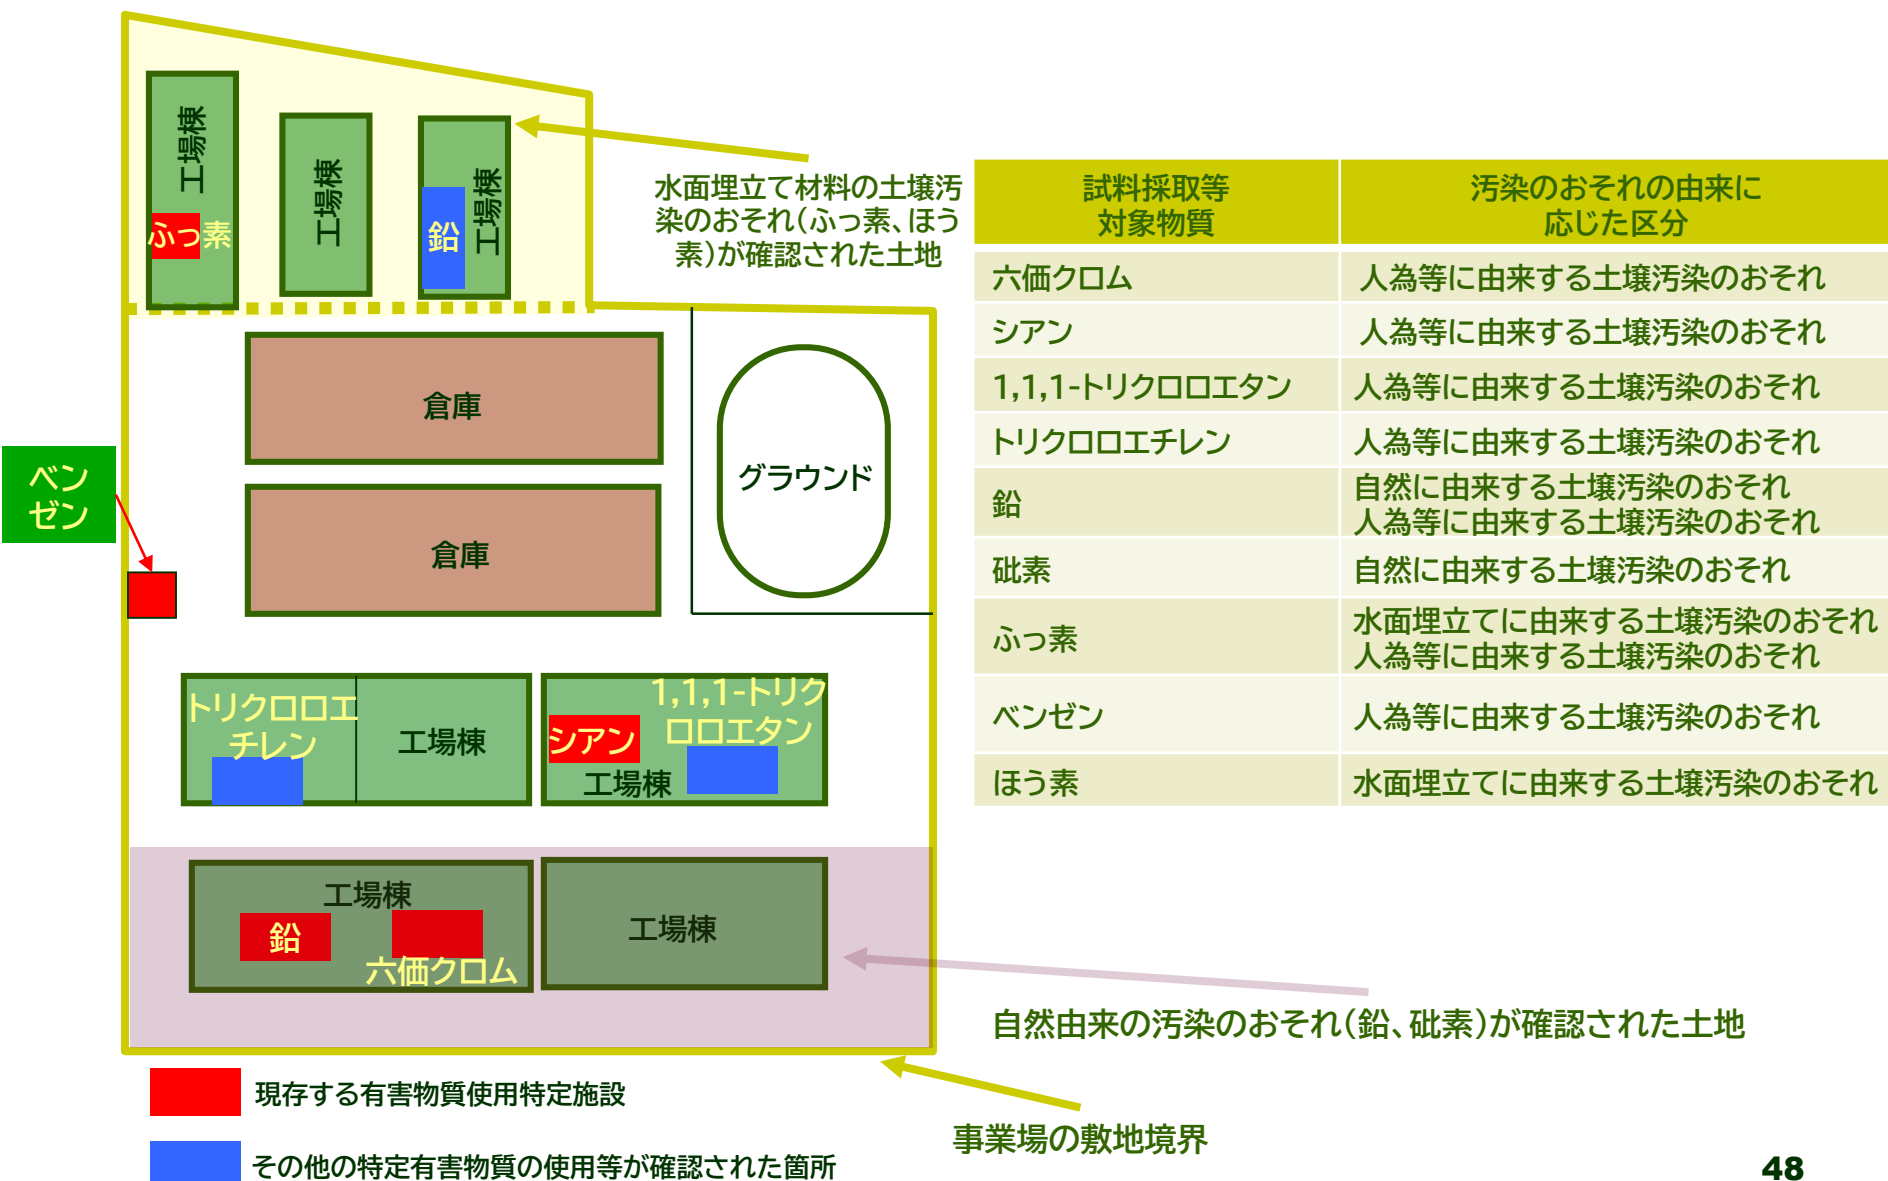 工場棟
ふっ素
工場棟
鉛
工場棟
水面埋立て材料の土壌汚
染のおそれ(ふっ素、ほう
素)が確認された土地
倉庫
グラウンド
倉庫
ベン
ゼン
トリクロロエ
チレン
工場棟
シアン
1,1,1-トリク
ロロエタン
工場棟
工場棟
鉛
六価クロム
工場棟
自然由来の汚染のおそれ(鉛、砒素)が確認された土地
事業場の敷地境界
現存する有害物質使用特定施設
その他の特定有害物質の使用等が確認された箇所
試料採取等
対象物質
汚染のおそれの由来に
応じた区分
六価クロム
人為等に由来する土壌汚染のおそれ
シアン
人為等に由来する土壌汚染のおそれ
1,1,1-トリクロロエタン
人為等に由来する土壌汚染のおそれ
トリクロロエチレン
人為等に由来する土壌汚染のおそれ
鉛
自然に由来する土壌汚染のおそれ
人為等に由来する土壌汚染のおそれ
砒素
自然に由来する土壌汚染のおそれ
ふっ素
水面埋立てに由来する土壌汚染のおそれ
人為等に由来する土壌汚染のおそれ
ベンゼン
人為等に由来する土壌汚染のおそれ
ほう素
水面埋立てに由来する土壌汚染のおそれ
48